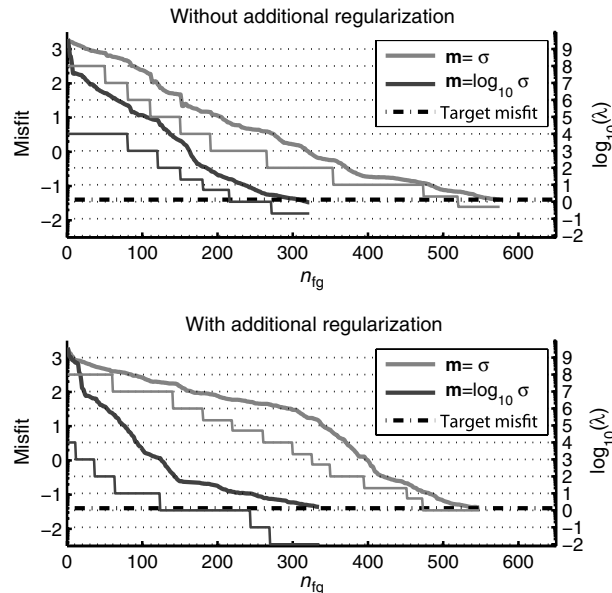 Without additional regularization
3
2
1
0
−1
−2
Misfit
9
8
7
6
5
4
3
2
1
0
−1
−2
log10(λ)
m= σ
m=log10 σ
Target misfit
0 100 200 300 400 500 600
nfg
With additional regularization
3
2
1
0
−1
−2
Misfit
9
8
7
6
5
4
3
2
1
0
−1
−2
log10(λ)
m= σ
m=log10 σ
Target misfit
0 100 200 300 400 500 600
nfg